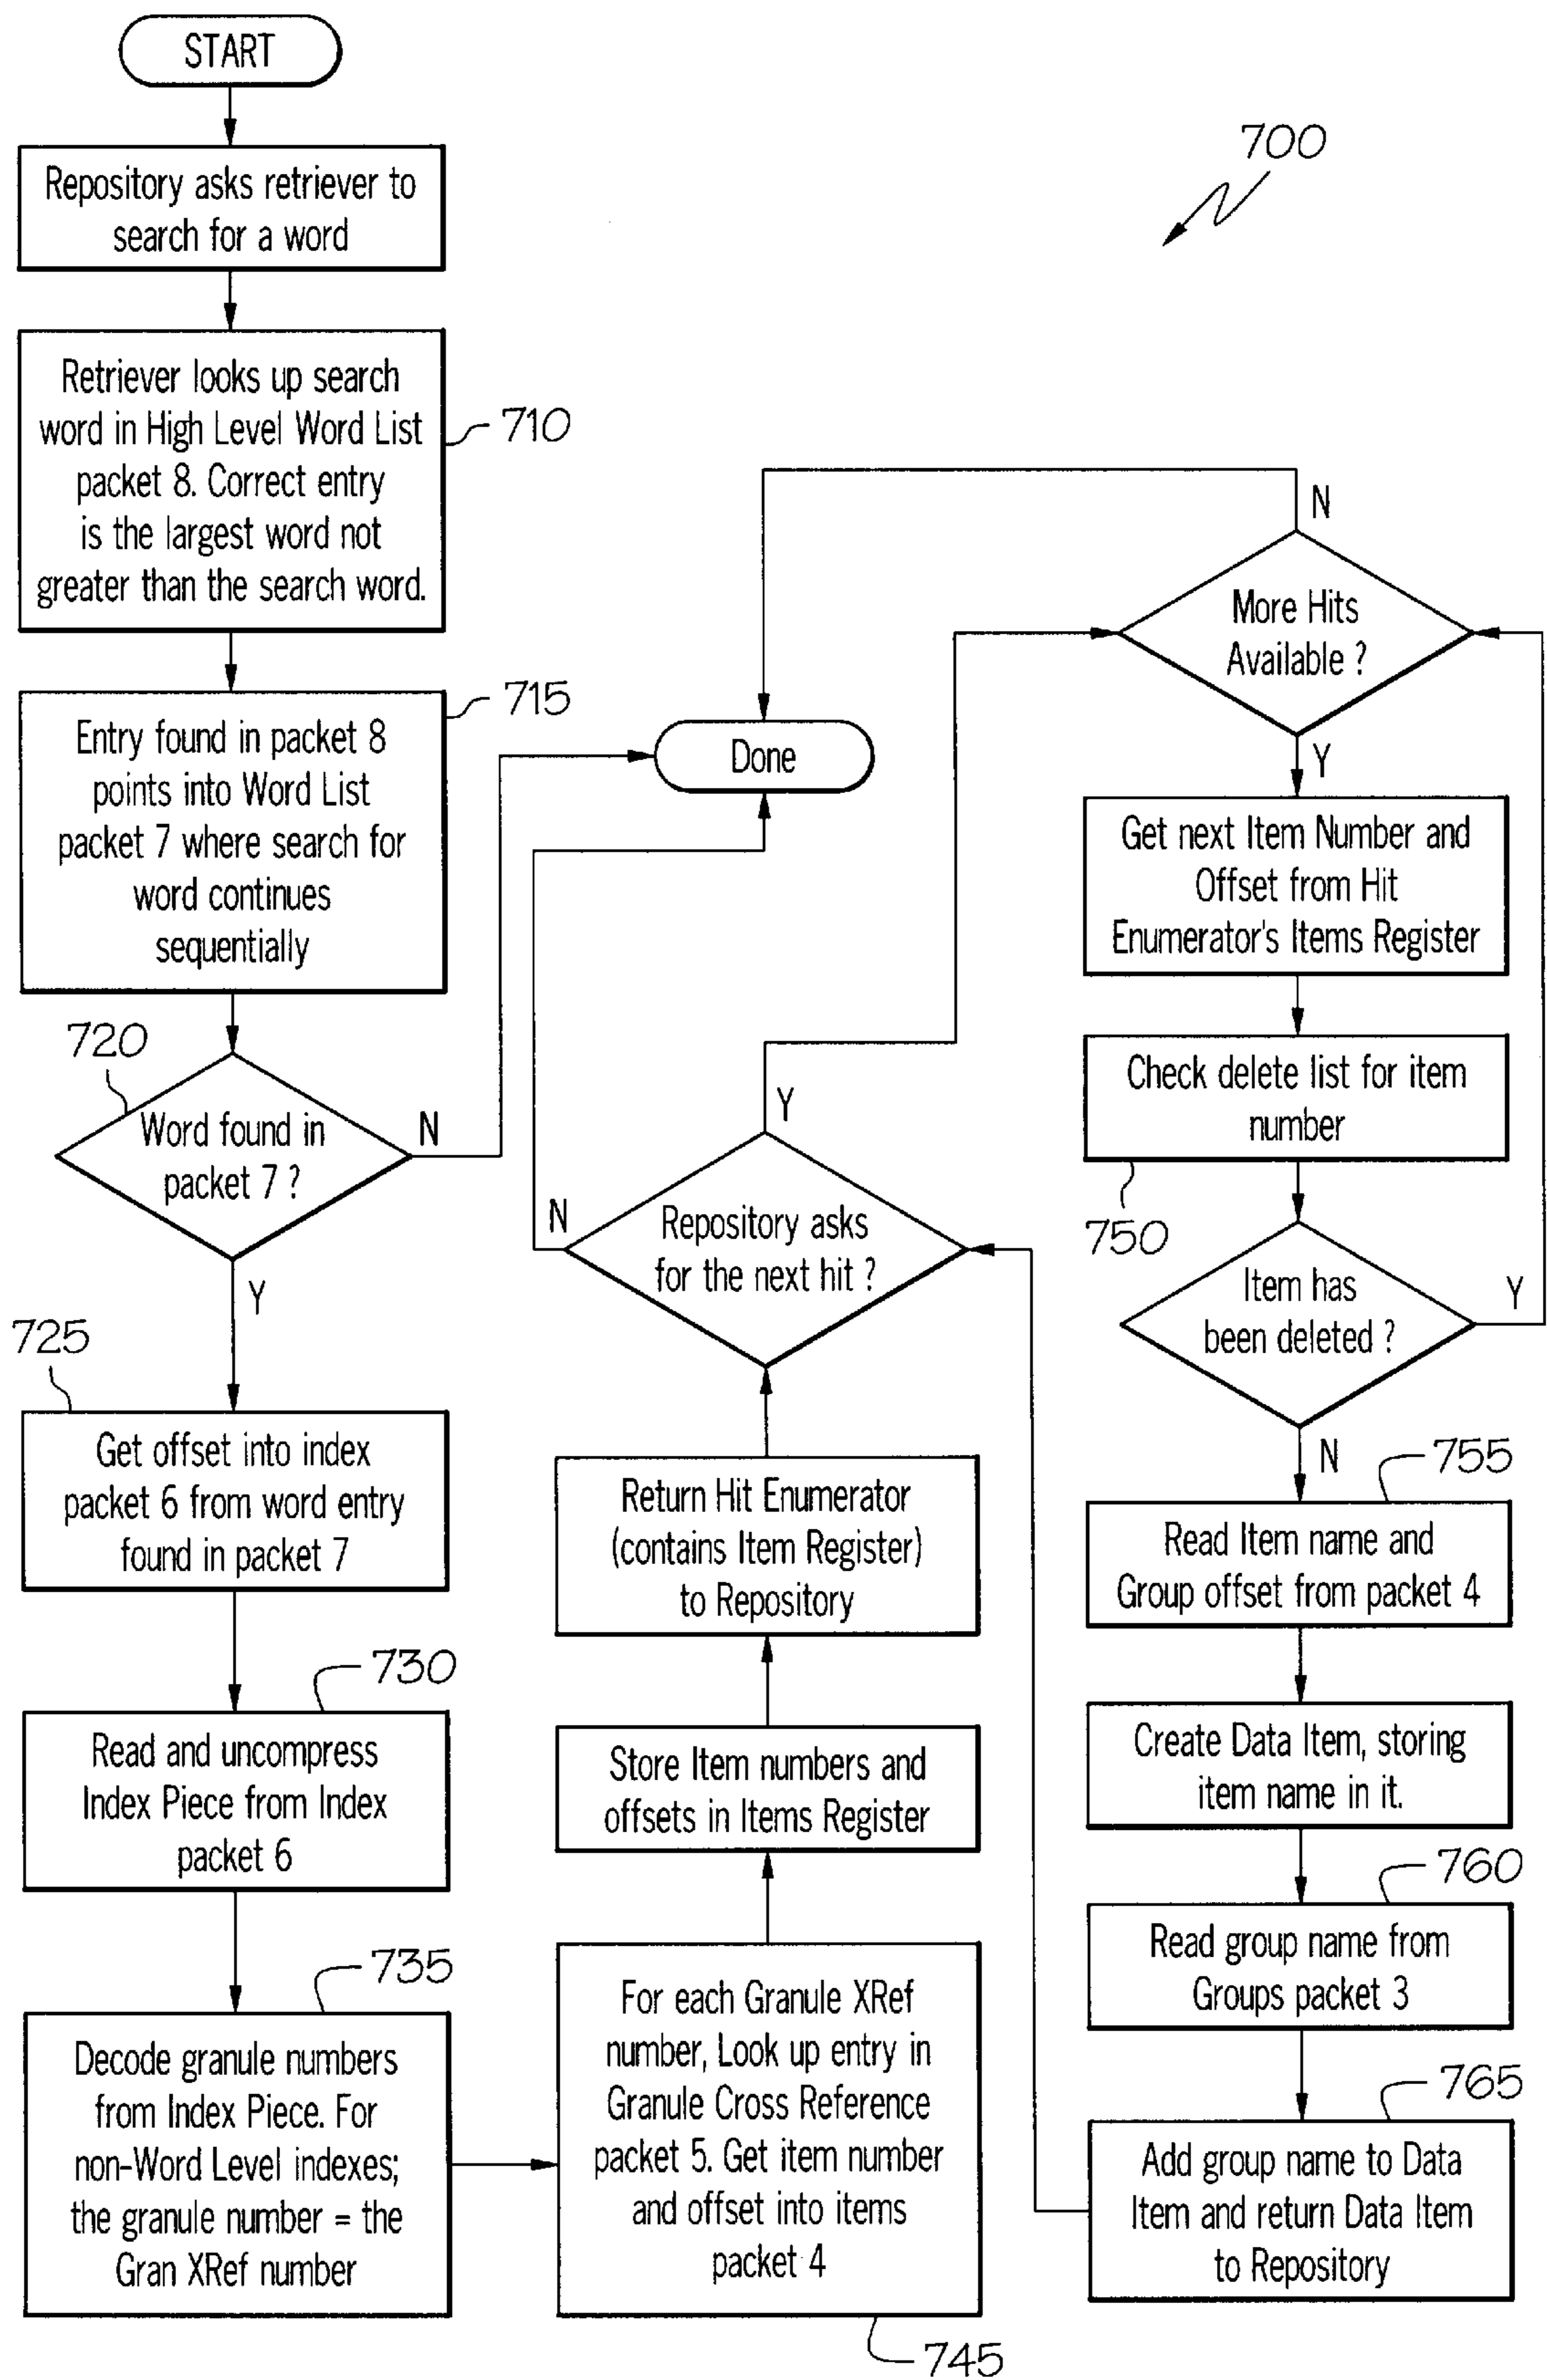 START
Repository asks retriever to
search for a word
700
Retriever looks up search
word in High Level Word List
packet 8. Correct entry
is the largest word not
greater than the search word.
710
Entry found in packet 8
points into Word List
packet 7 where search for
word continues
sequentially
715
720
Word found in
packet 7 ?
N
Y
725
Get offset into index
packet 6 from word entry
found in packet 7
730
Read and uncompress
Index Piece from Index
packet 6
735
Decode granule numbers
from Index Piece. For
non-Word Level indexes;
the granule number = the
Gran XRef number
For each Granule XRef
number, Look up entry in
Granule Cross Reference
packet 5. Get item number
and offset into items
packet 4
745
Store Item numbers and
offsets in Items Register
Return Hit Enumerator
(contains Item Register)
to Repository
Repository asks
for the next hit ?
N
Y
Done
N
More Hits
Available ?
Y
Get next Item Number and
Offset from Hit
Enumerator's Items Register
Check delete list for item
number
750
Item has
been deleted ?
Y
N
755
Read Item name and
Group offset from packet 4
Create Data Item, storing
item name in it.
760
Read group name from
Groups packet 3
765
Add group name to Data
Item and return Data Item
to Repository